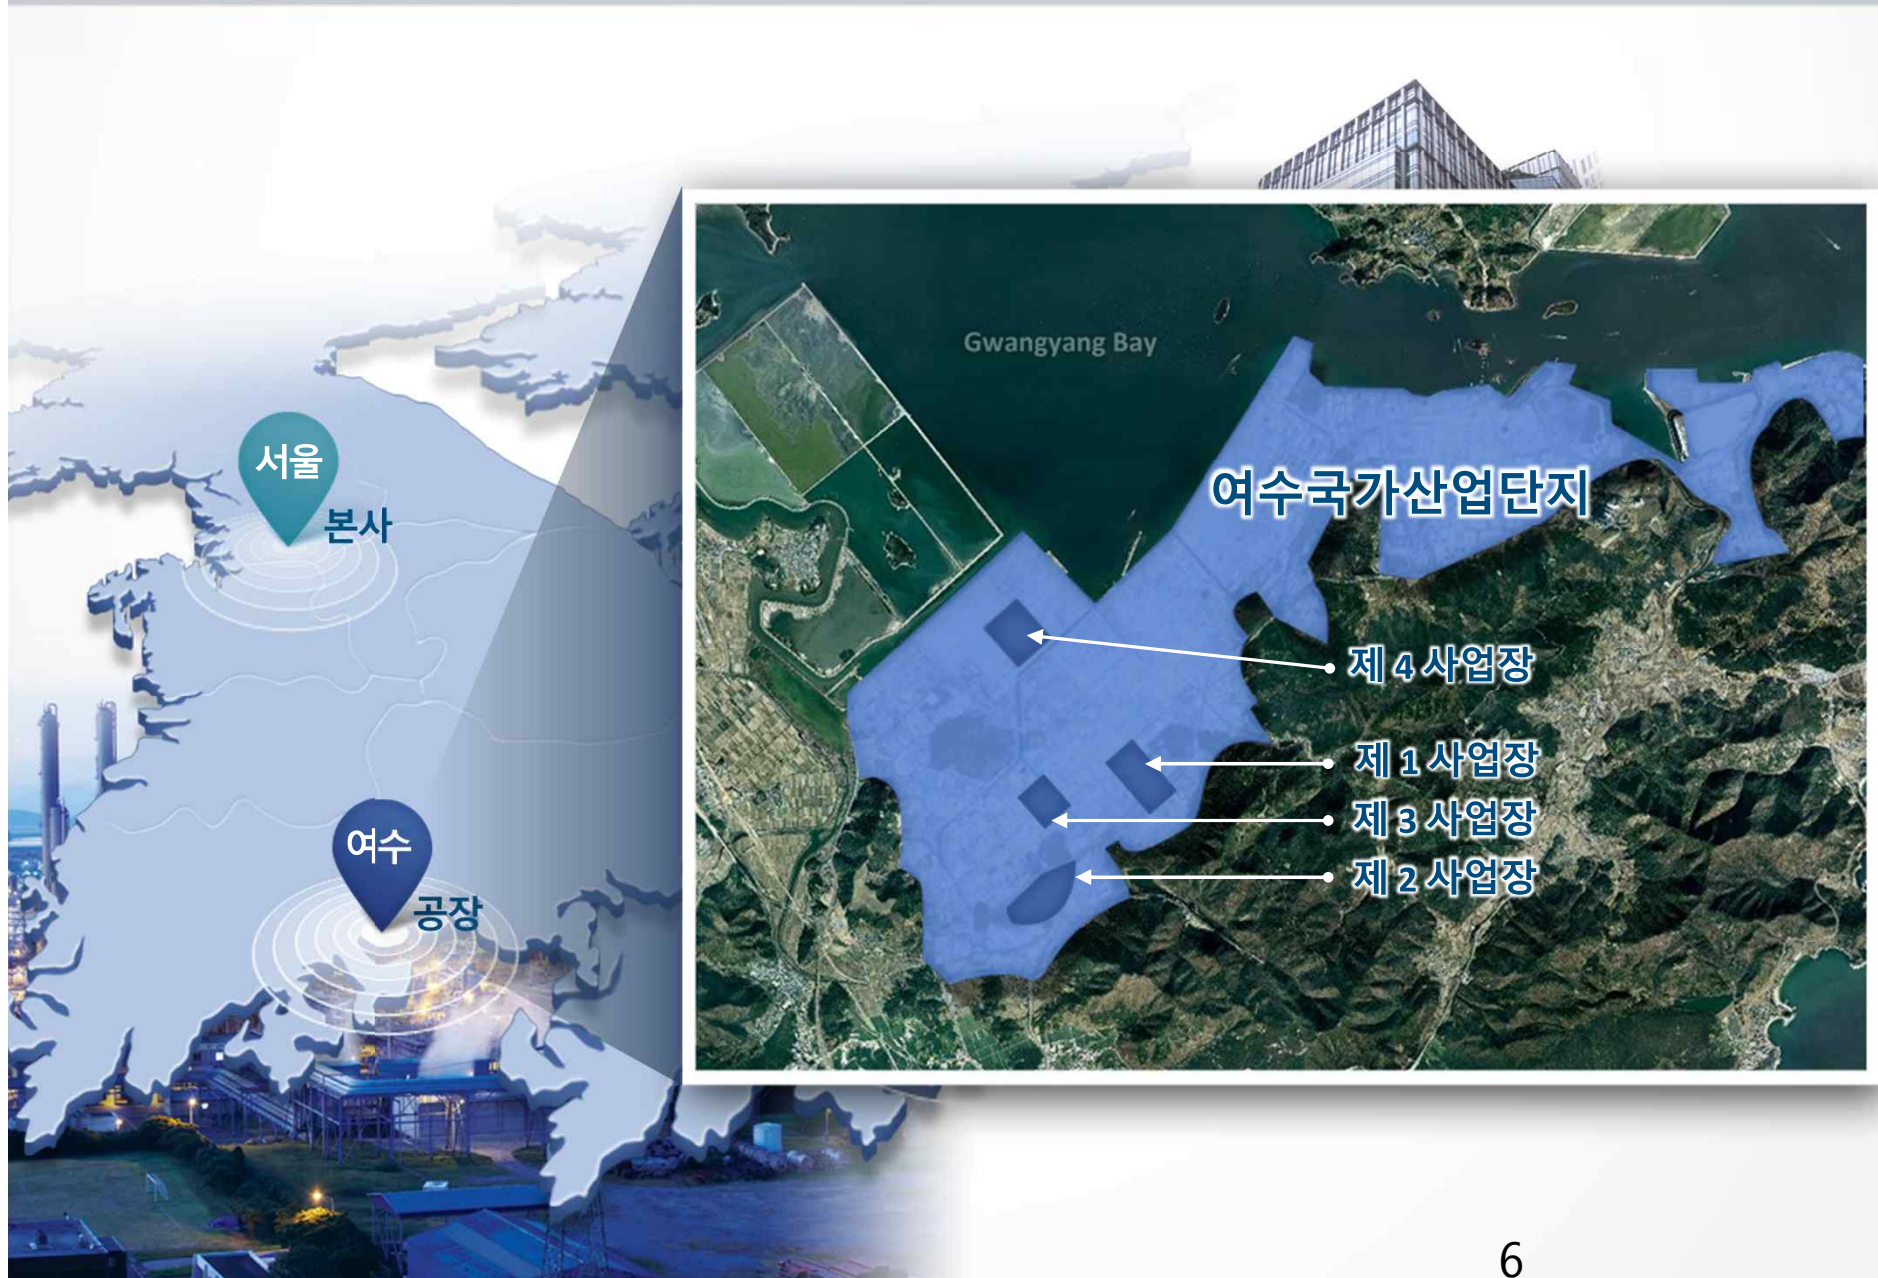 서울
본사
여수
공장
Gwangyang Bay
여수국가산업단지
제 4 사업장
제 1 사업장
제 3 사업장
제 2 사업장
6